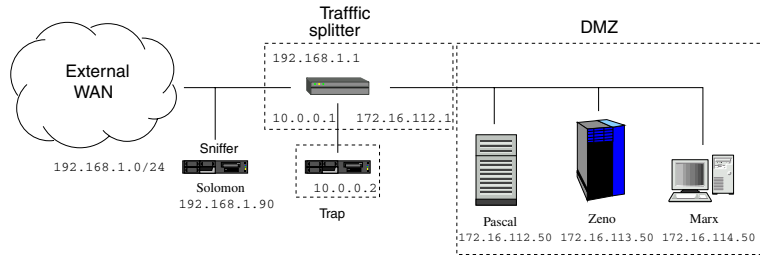 Trafffic
splitter
DMZ
192.168.1.1
External
WAN
10.0.0.1
172.16.112.1
Sniffer
192.168.1.0/24
Solomon
192.168.1.90
10.0.0.2
Trap
Pascal
Zeno
Marx
172.16.112.50
172.16.113.50
172.16.114.50